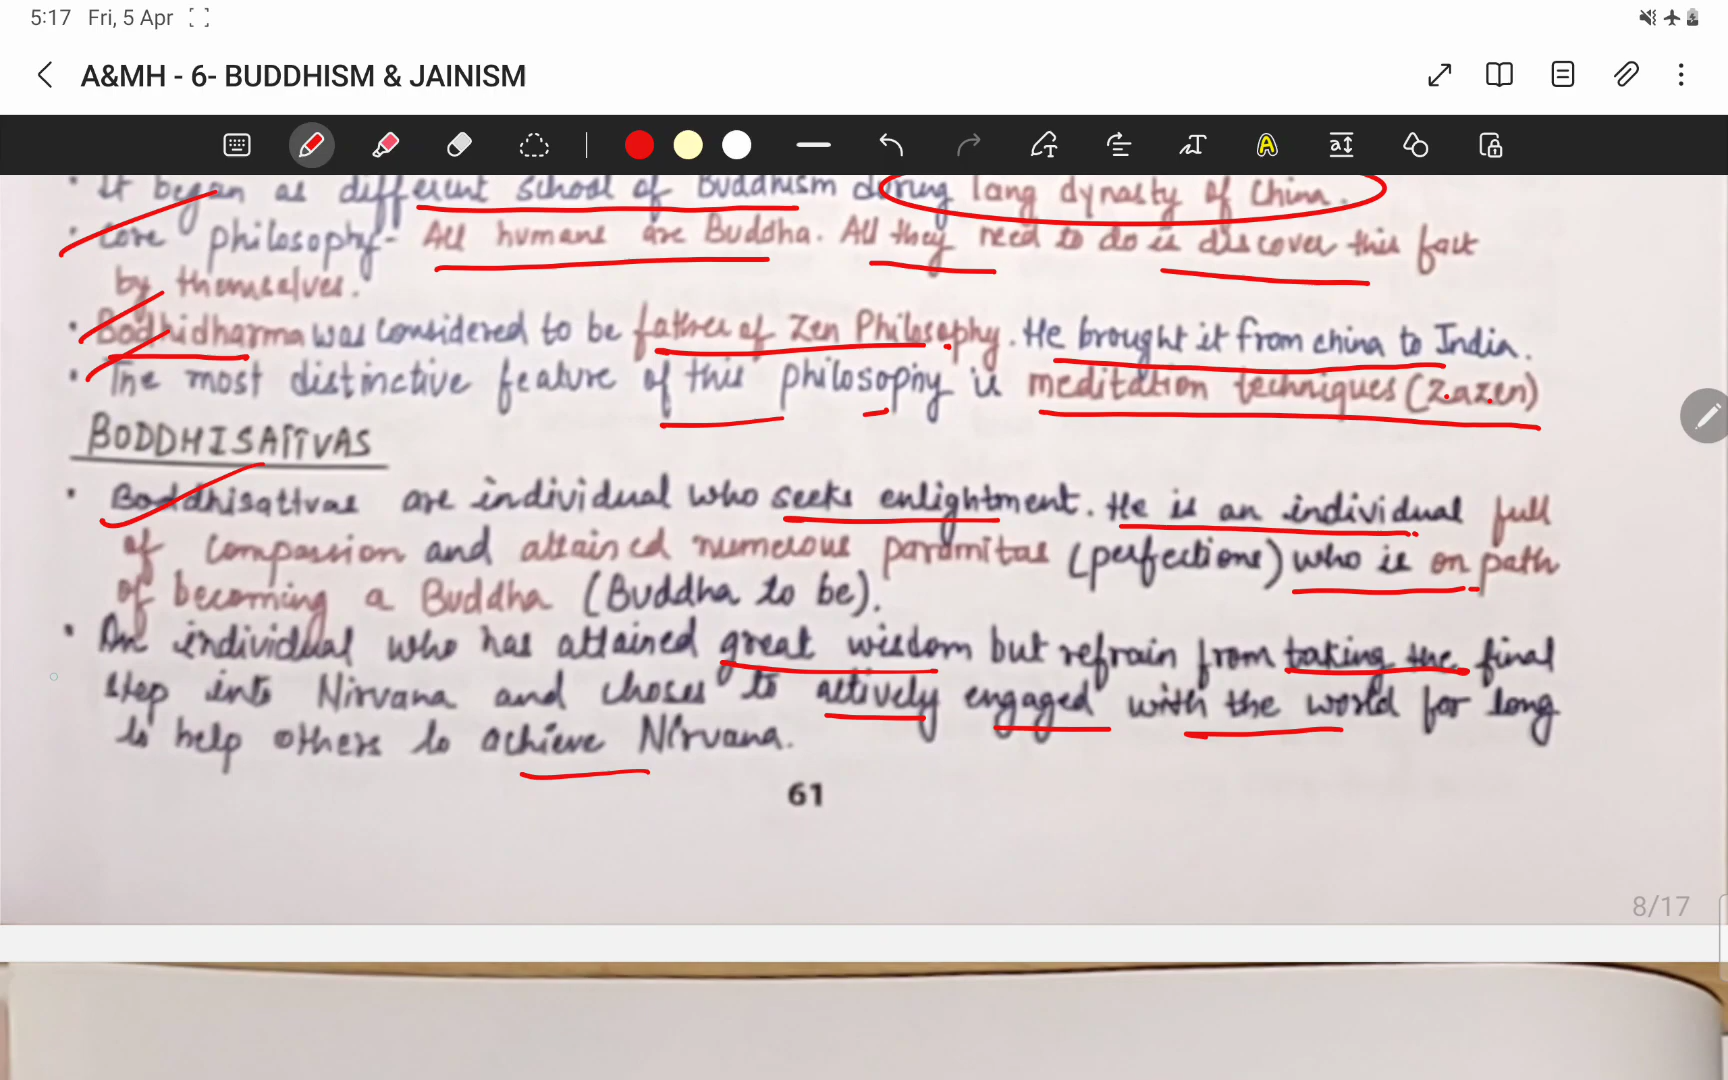 5:17 Fri, 5 Apr
A&MH - 6- BUDDHISM & JAINISM
• It began as different school of Buddhism during tang dynasty of China.
• Core philosophy- All humans are Buddha. All they need to do is discover this fact
by themselves.
• Bodhidharma was considered to be father of Zen Philosophy. He brought it from china to India.
• The most distinctive feature of this philosophy is meditation techniques (zazen)
BODDHISATTVAS
• Boddhisattvas are individual who seeks enlightment. He is an individual full
of compassion and attained numerous paramitas (perfections) who is on path
of becoming a Buddha (Buddha to be).
• An individual who has attained great wisdom but refrain from taking the final
step into Nirvana and choses to actively engaged with the world for long
to help others to achieve Nirvana.
61
8/17